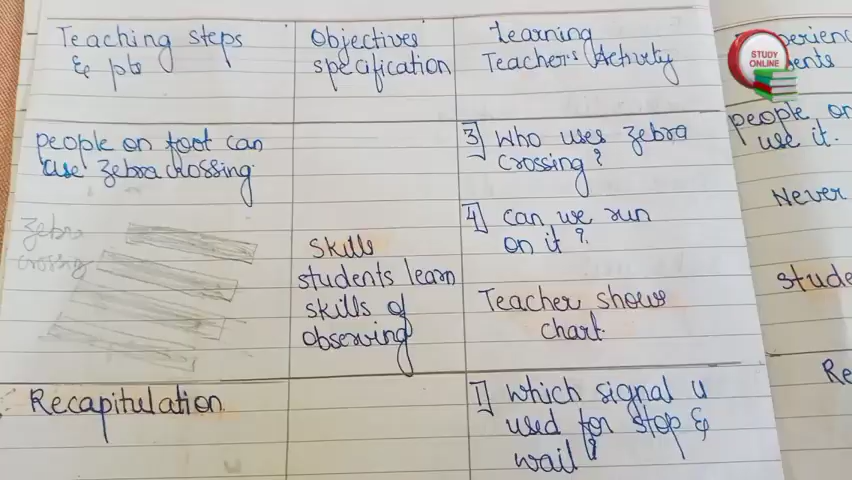 Teaching steps
& pts
Objectives
specification
Learning
Teacher's Activity
STUDY
ONLINE
people on foot can
use zebra crossing
3] Who uses zebra
crossing?
people on
use it.
4] can we run
on it?
Never
zebra
crossing
skills
students learn
skills of
observing
Teacher shows
chart.
Recapitulation
1] which signal u
used for stop &
wait?